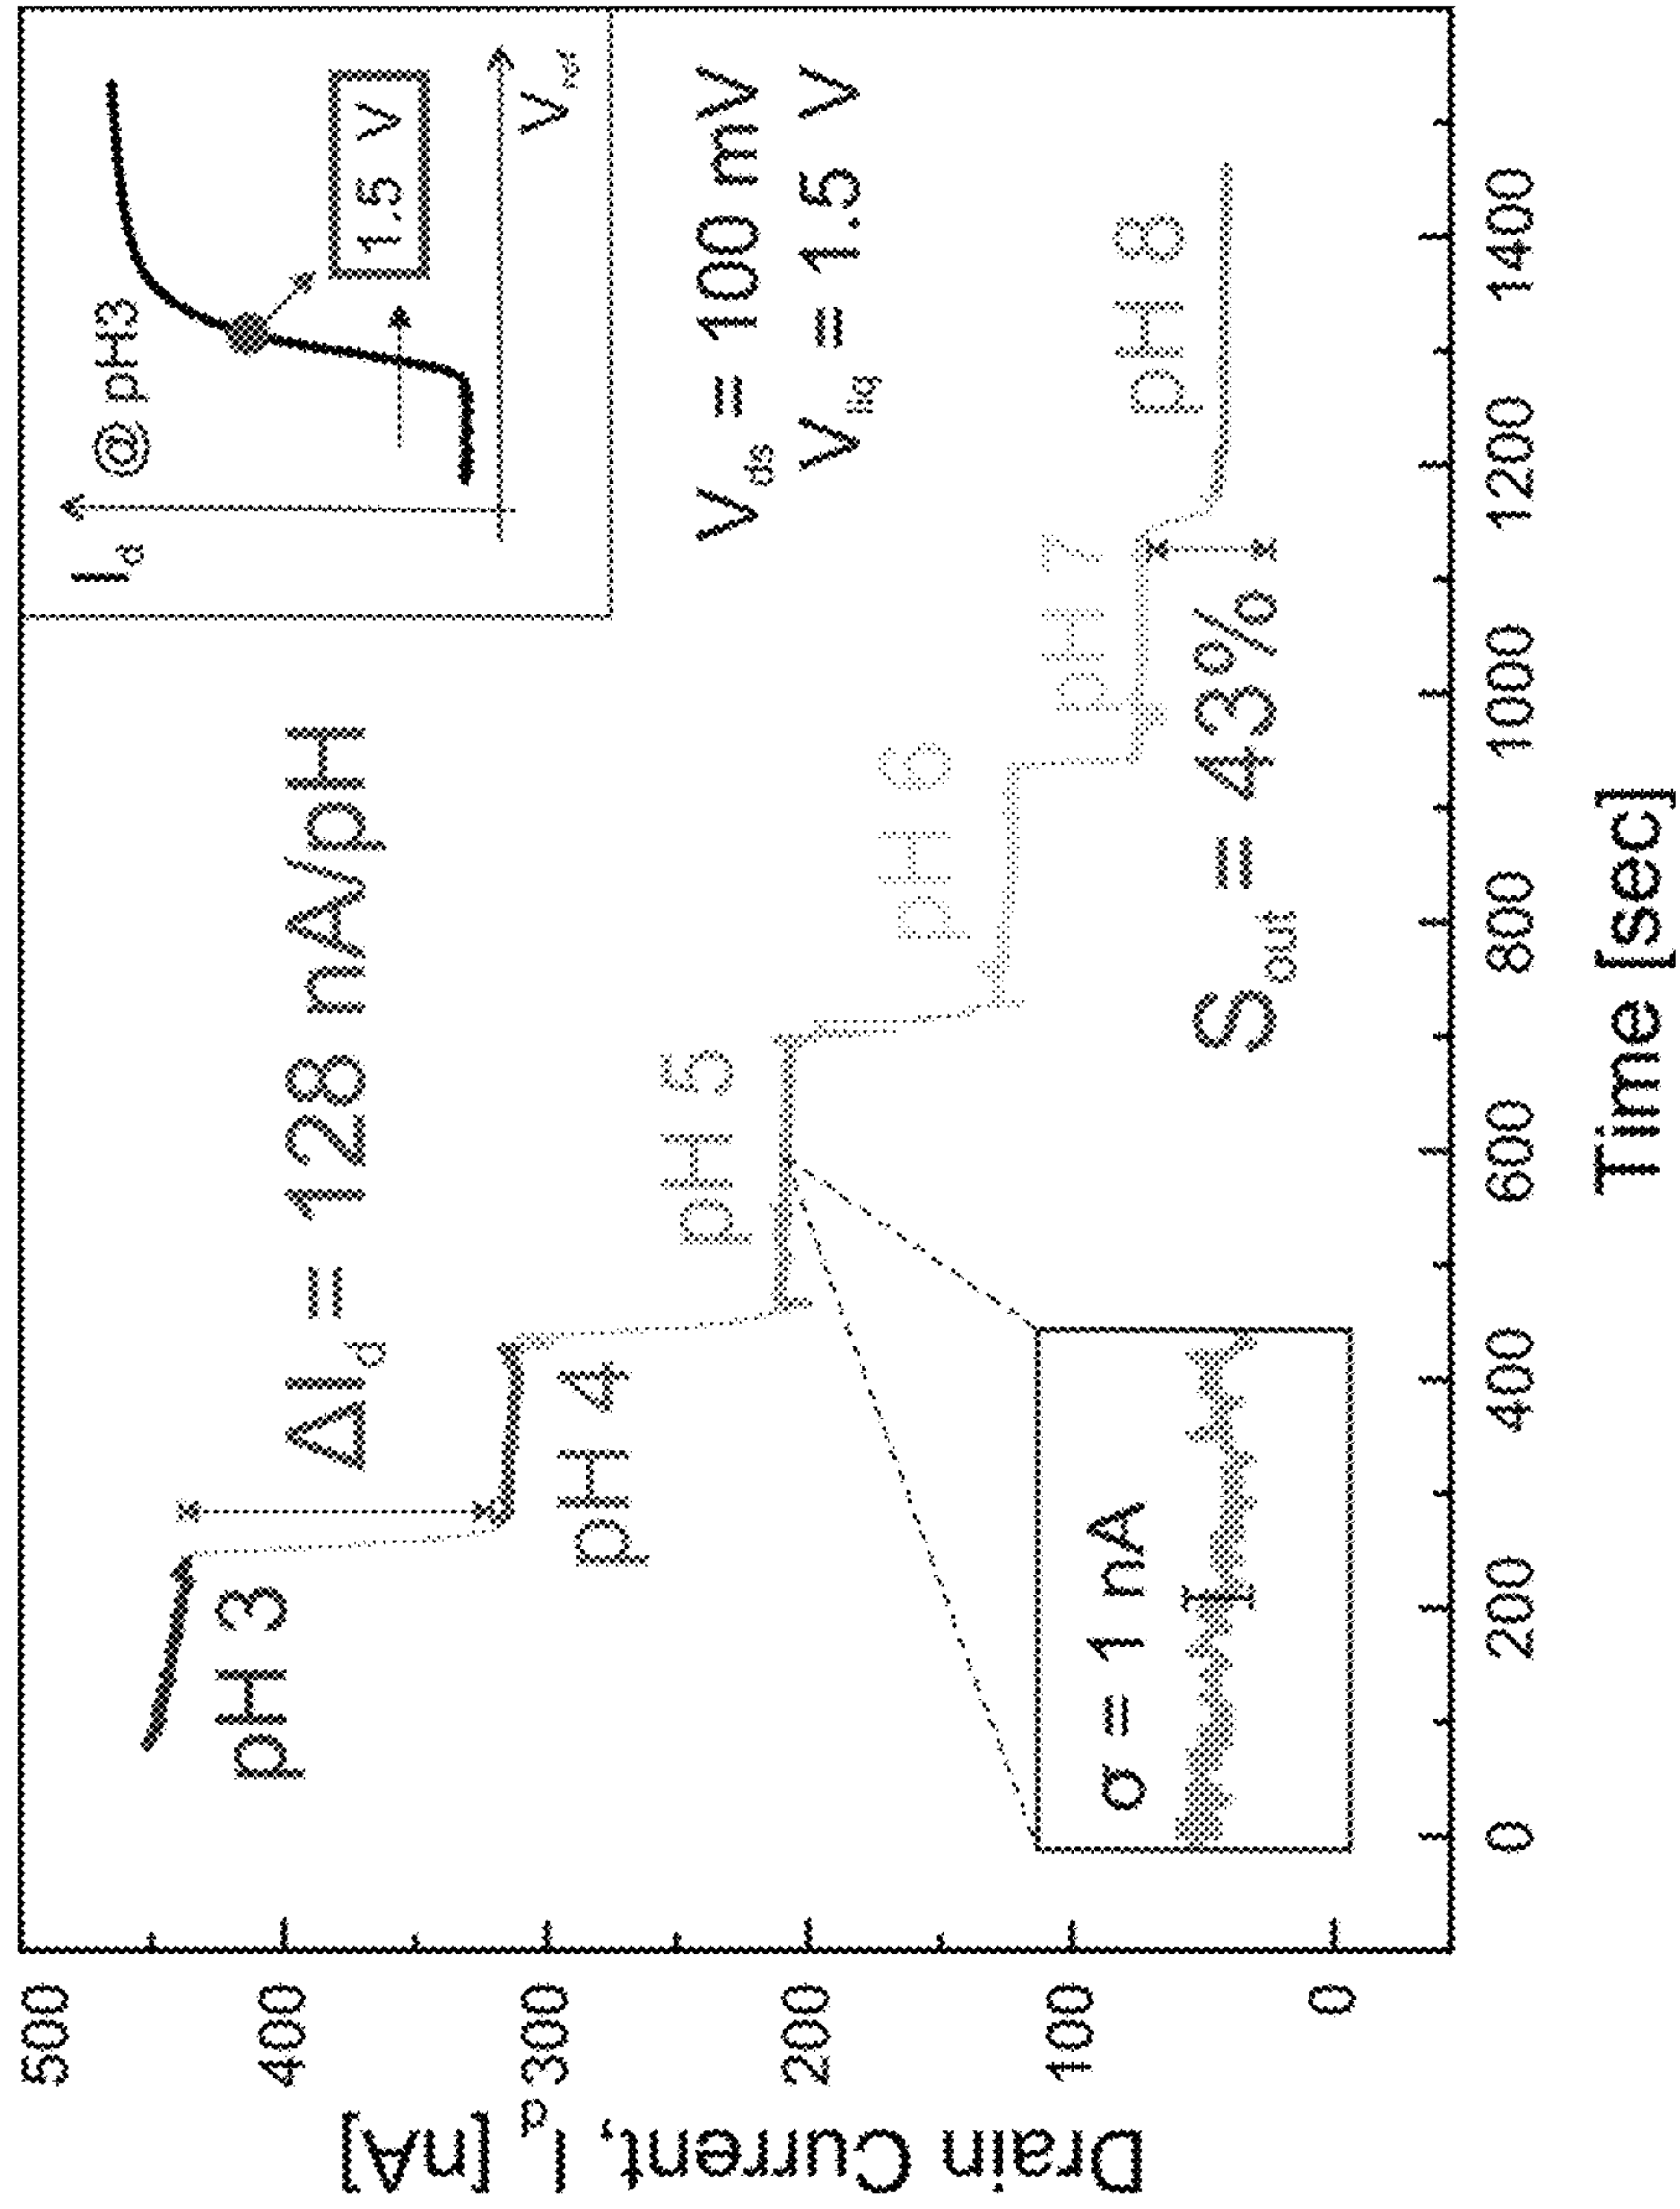 Drain Current, I_d [nA]
500
400
300
200
100
0
I_d
@ pH3
1.5 V
V_ref
ΔI_d = 128 nA/pH
V_ds = 100 mV
V_liq = 1.5 V
pH 3
pH 4
pH 5
pH 6
pH 7
pH 8
S_out = 43%
σ = 1 nA
0 200 400 600 800 1000 1200 1400
Time [sec]